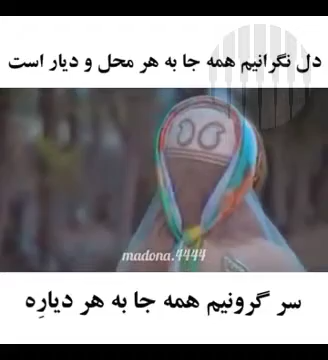 دل نگرانیم همه جا به هر محل و دیار است
madona.4444
سر گرونیم همه جا به هر دیارِه